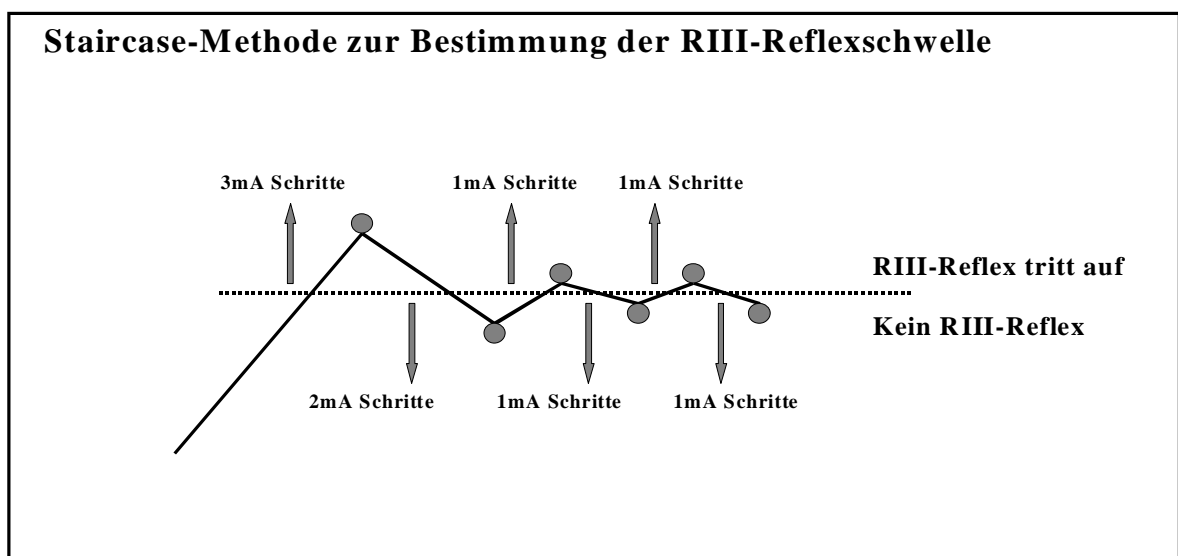 Staircase-Methode zur Bestimmung der RIII-Reflexschwelle
3mA Schritte
1mA Schritte
1mA Schritte
RIII-Reflex tritt auf
Kein RIII-Reflex
2mA Schritte
1mA Schritte
1mA Schritte